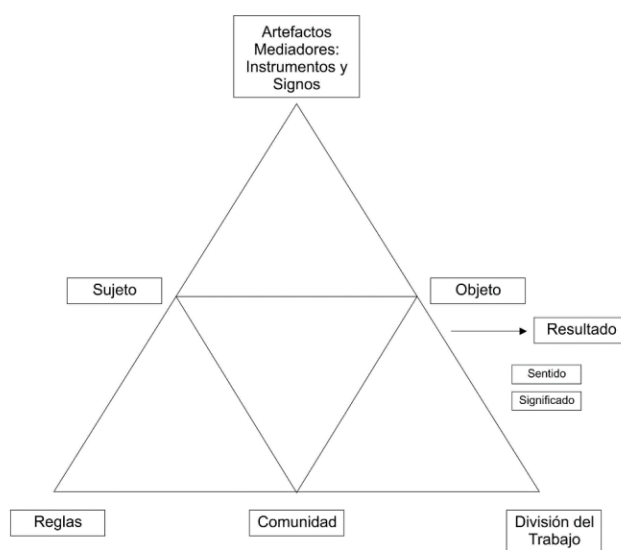 Artefactos
Mediadores:
Instrumentos y
Signos
Sujeto
Objeto
Resultado
Sentido
Significado
Reglas
Comunidad
División del
Trabajo